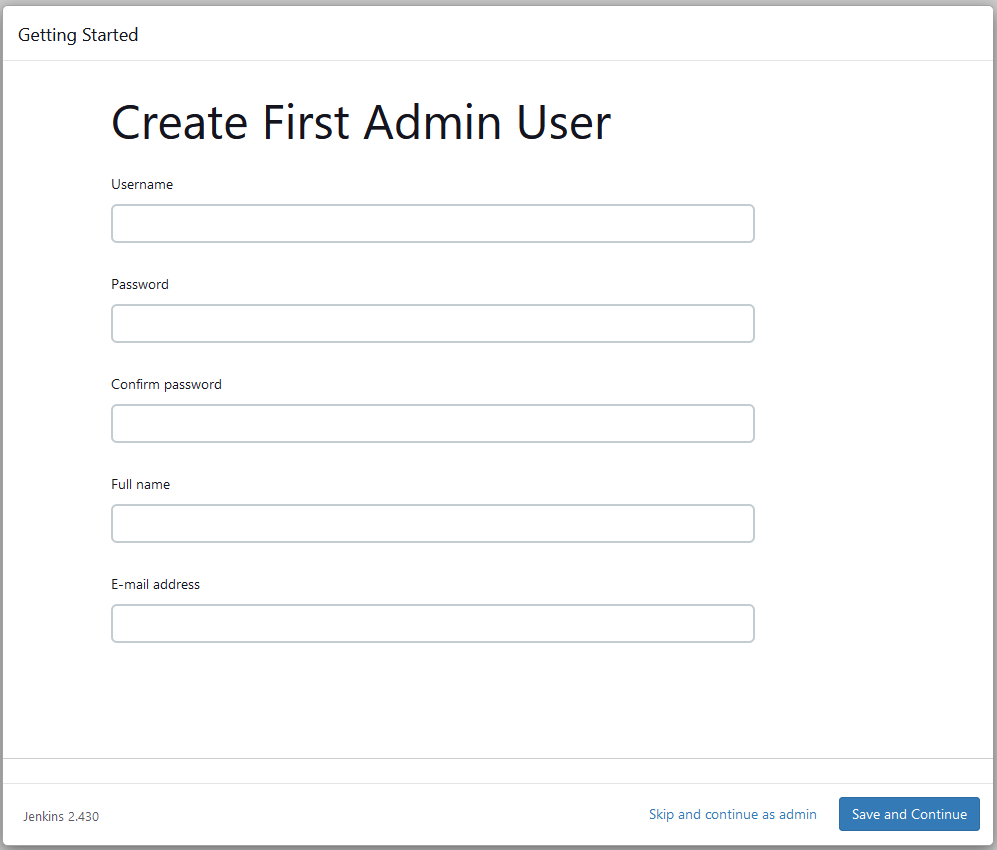 Getting Started
Create First Admin User
Username
Password
Confirm password
Full name
E-mail address
Jenkins 2.430
Skip and continue as admin
Save and Continue